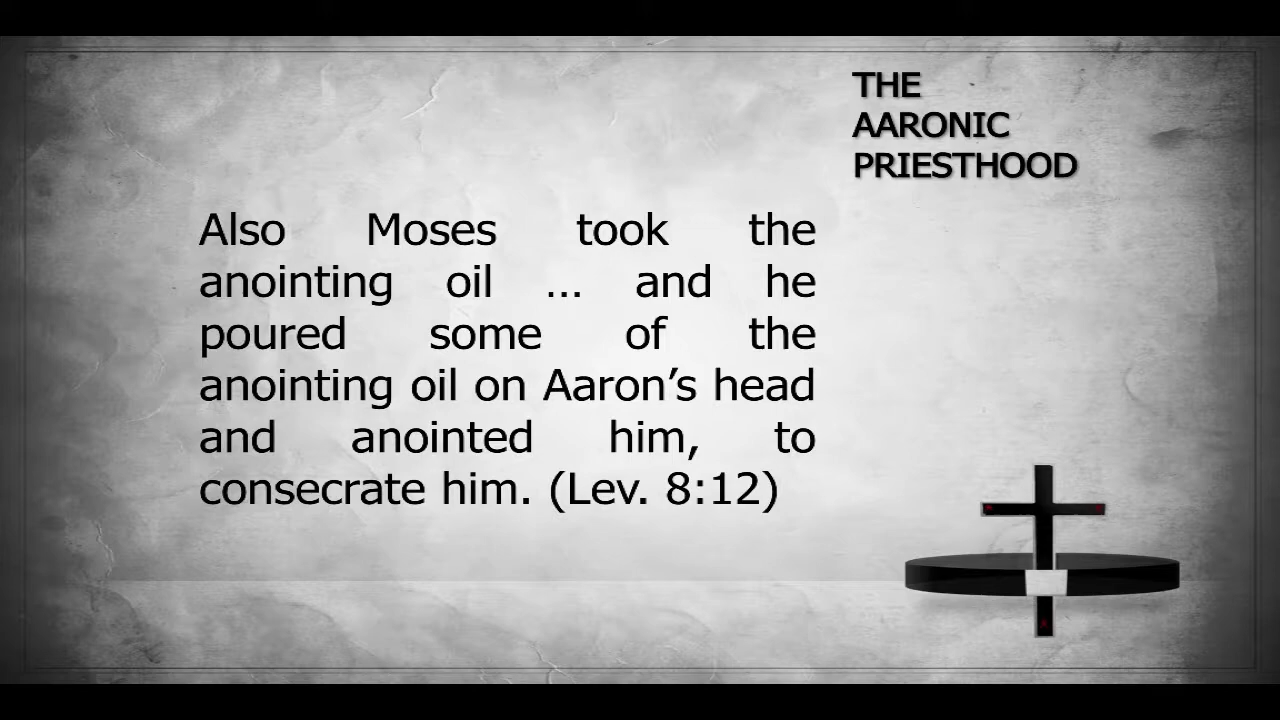 THE
AARONIC
PRIESTHOOD
Also Moses took the
anointing oil … and he
poured some of the
anointing oil on Aaron’s head
and anointed him, to
consecrate him. (Lev. 8:12)